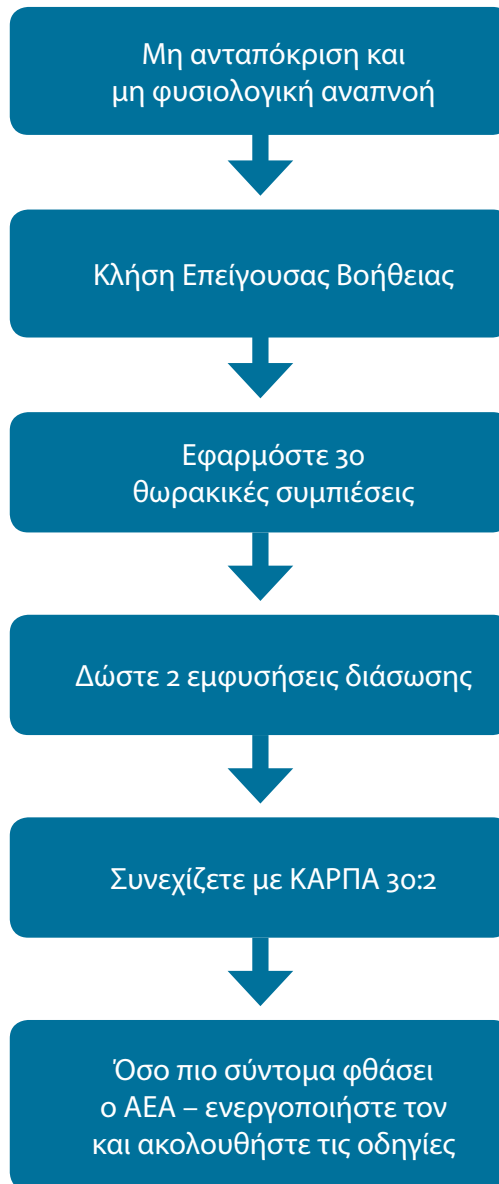 Μη ανταπόκριση και
μη φυσιολογική αναπνοή
Κλήση Επείγουσας Βοήθειας
Εφαρμόστε 30
θωρακικές συμπιέσεις
Δώστε 2 εμφυσήσεις διάσωσης
Συνεχίζετε με ΚΑΡΠΑ 30:2
Όσο πιο σύντομα φθάσει
ο ΑΕΑ – ενεργοποιήστε τον
και ακολουθήστε τις οδηγίες